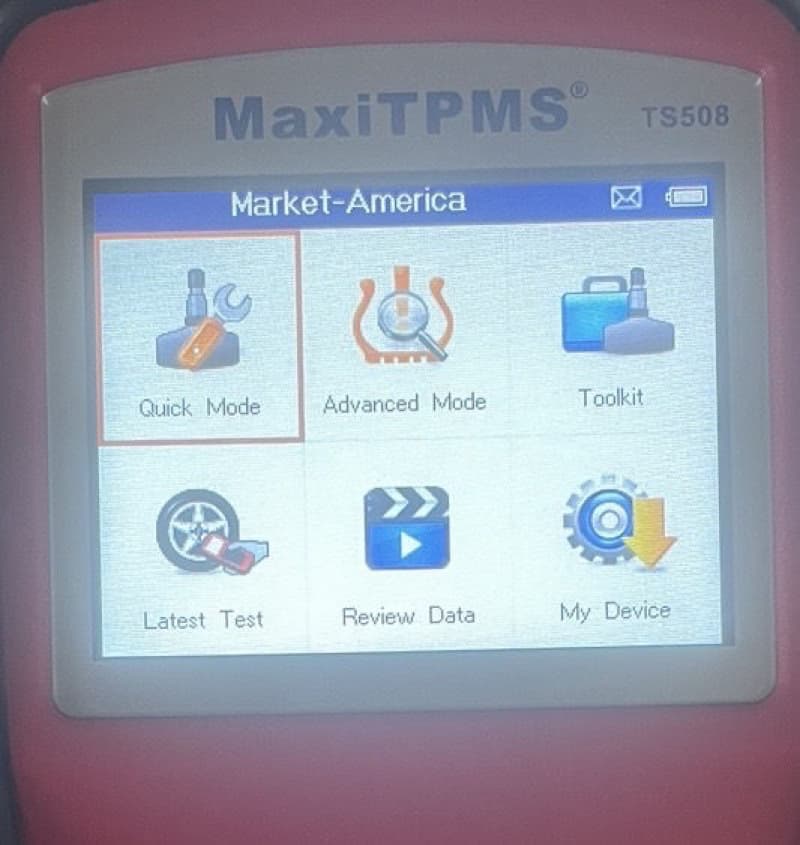 MaxiTPMS® TS508
Market-America
Quick Mode Advanced Mode Toolkit
Latest Test Review Data My Device